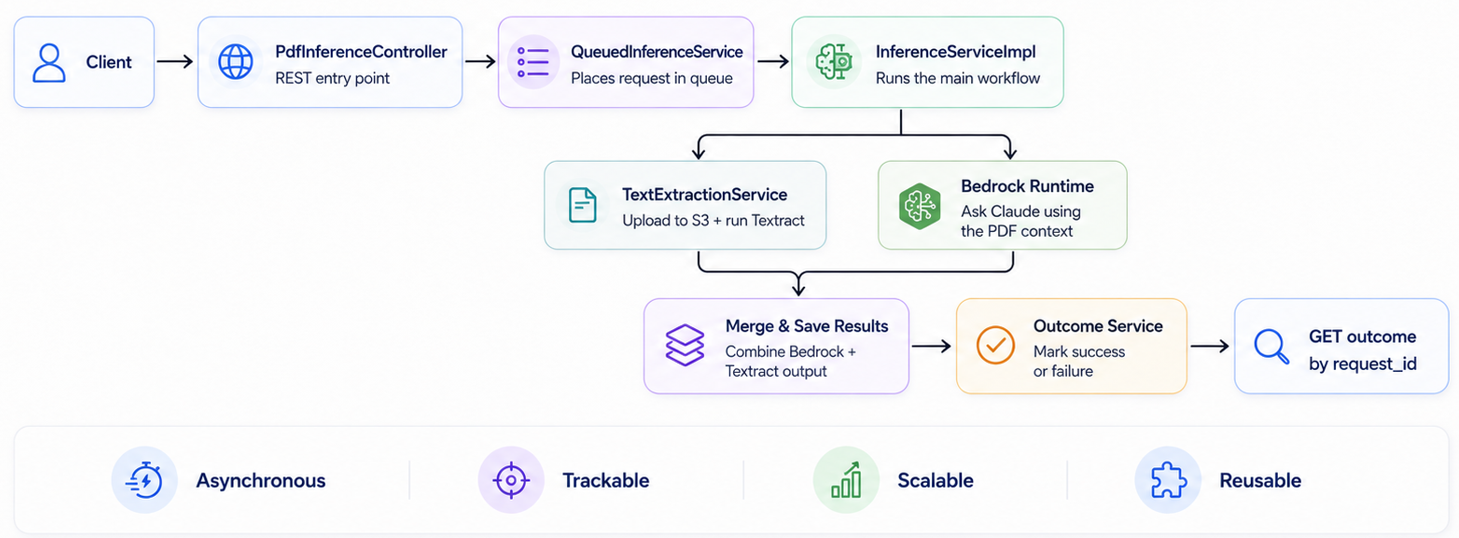 Client
PdfInferenceController
REST entry point
QueuedInferenceService
Places request in queue
InferenceServiceImpl
Runs the main workflow
TextExtractionService
Upload to S3 + run Textract
Bedrock Runtime
Ask Claude using
the PDF context
Merge & Save Results
Combine Bedrock +
Textract output
Outcome Service
Mark success
or failure
GET outcome
by request_id
Asynchronous
Trackable
Scalable
Reusable